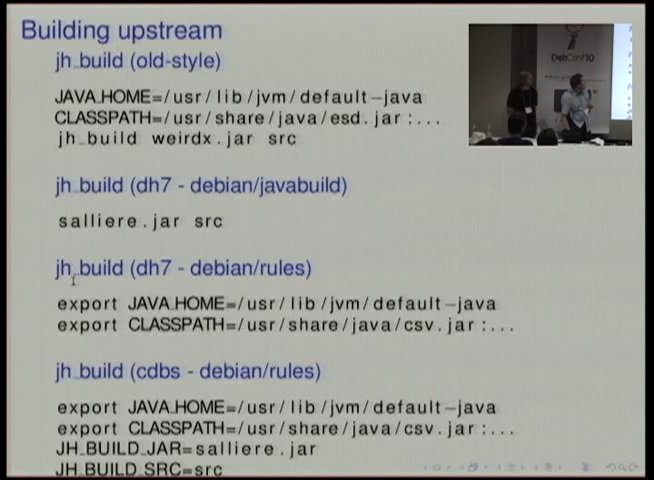 Building upstream
jh_build (old-style)
JAVA_HOME=/usr/lib/jvm/default-java
CLASSPATH=/usr/share/java/esd.jar:...
jh_build weirdx.jar src
jh_build (dh7 - debian/javabuild)
salliere.jar src
jh_build (dh7 - debian/rules)
export JAVA_HOME=/usr/lib/jvm/default-java
export CLASSPATH=/usr/share/java/csv.jar:...
jh_build (cdbs - debian/rules)
export JAVA_HOME=/usr/lib/jvm/default-java
export CLASSPATH=/usr/share/java/csv.jar:...
JH_BUILD_JAR=salliere.jar
JH_BUILD_SRC=src
DebConf10